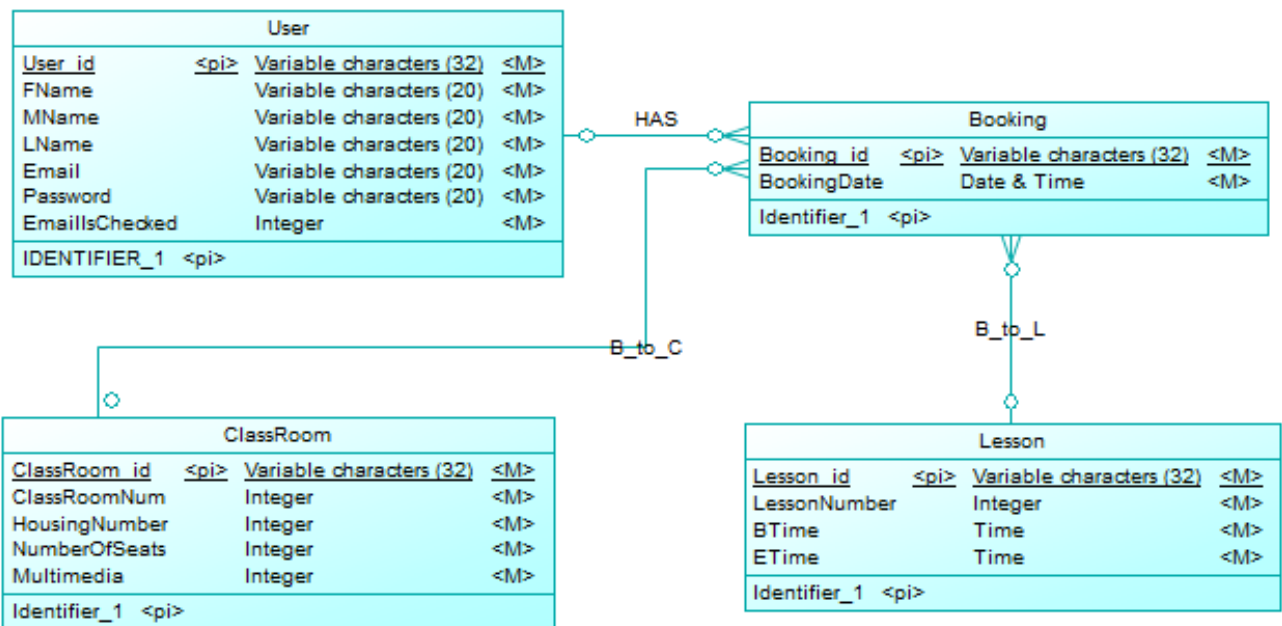 User
User_id <pi> Variable characters (32) <M>
FName Variable characters (20) <M>
MName Variable characters (20) <M>
LName Variable characters (20) <M>
Email Variable characters (20) <M>
Password Variable characters (20) <M>
EmailIsChecked Integer <M>
IDENTIFIER_1 <pi>
HAS
Booking
Booking_id <pi> Variable characters (32) <M>
BookingDate Date & Time <M>
Identifier_1 <pi>
B_to_C
B_to_L
ClassRoom
ClassRoom_id <pi> Variable characters (32) <M>
ClassRoomNum Integer <M>
HousingNumber Integer <M>
NumberOfSeats Integer <M>
Multimedia Integer <M>
Identifier_1 <pi>
Lesson
Lesson_id <pi> Variable characters (32) <M>
LessonNumber Integer <M>
BTime Time <M>
ETime Time <M>
Identifier_1 <pi>